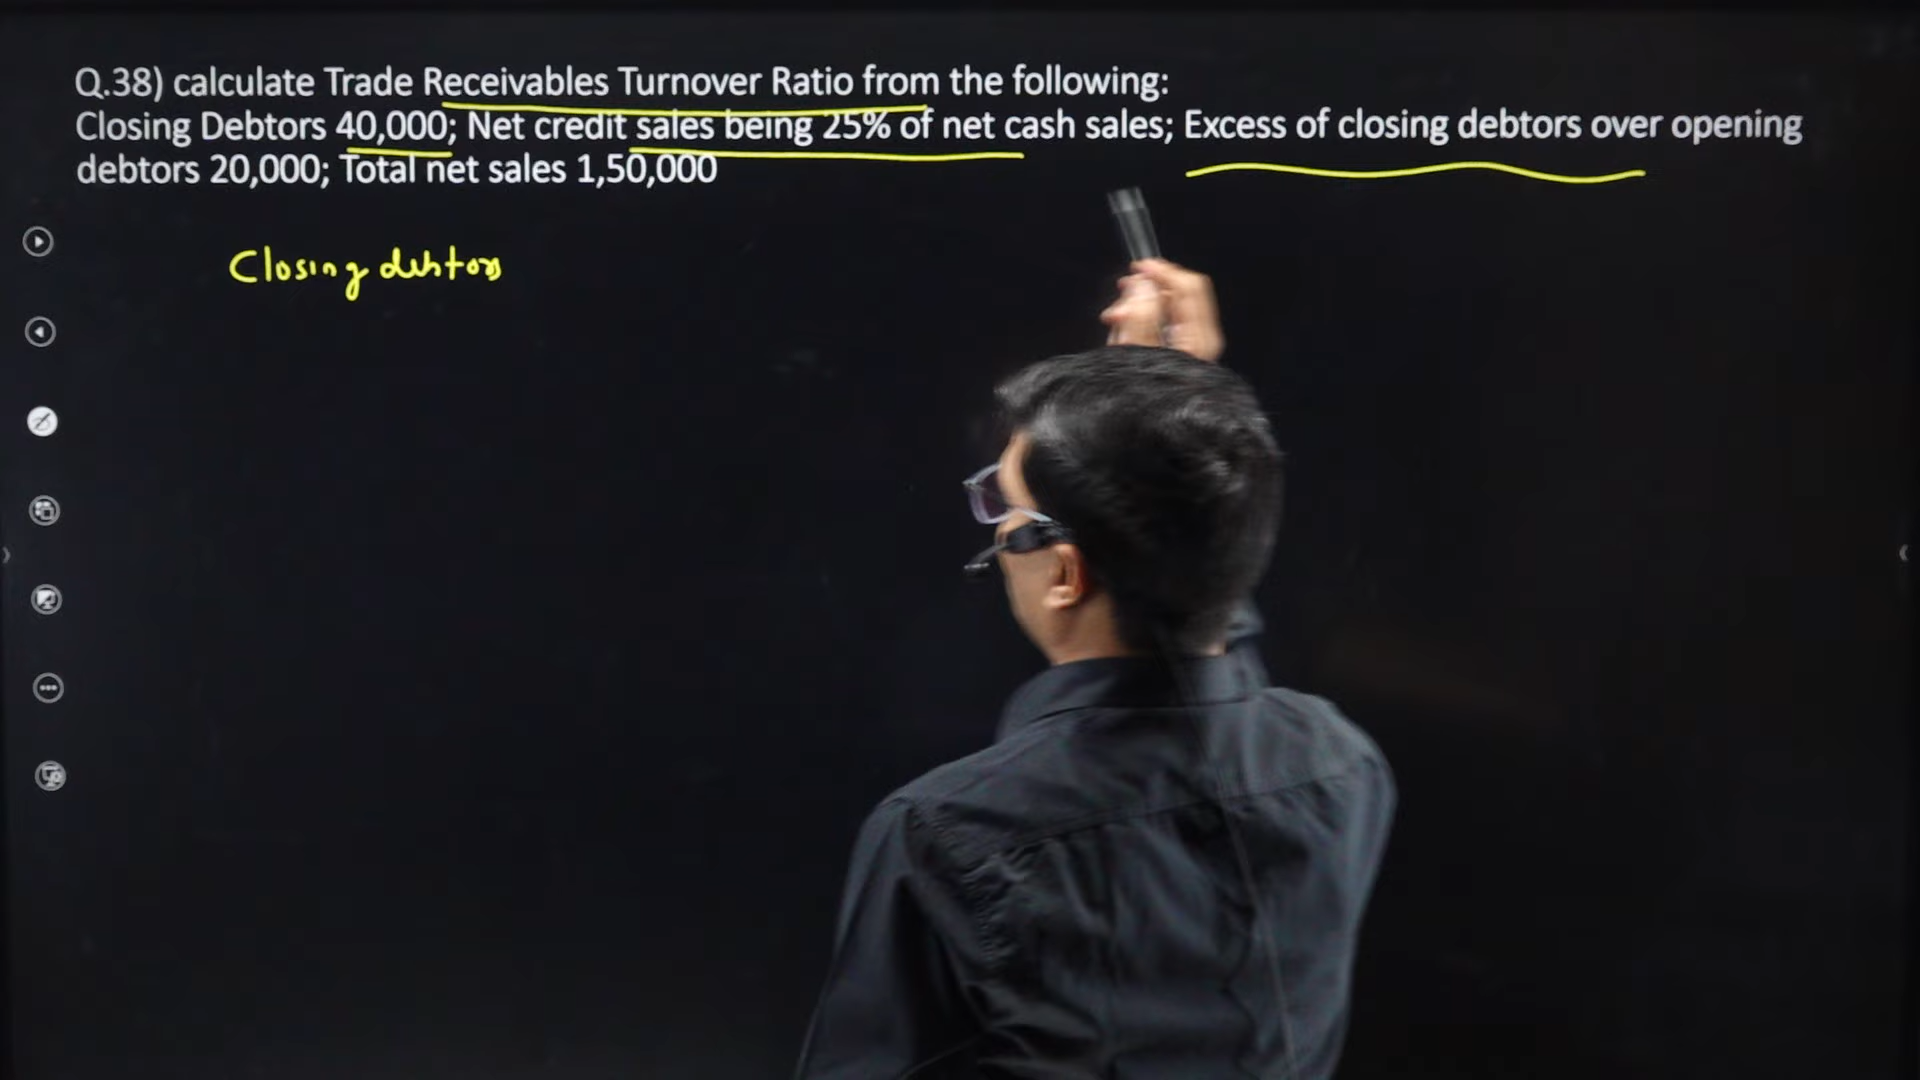 Q.38) calculate Trade Receivables Turnover Ratio from the following:
Closing Debtors 40,000; Net credit sales being 25% of net cash sales; Excess of closing debtors over opening
debtors 20,000; Total net sales 1,50,000
Closing debtors